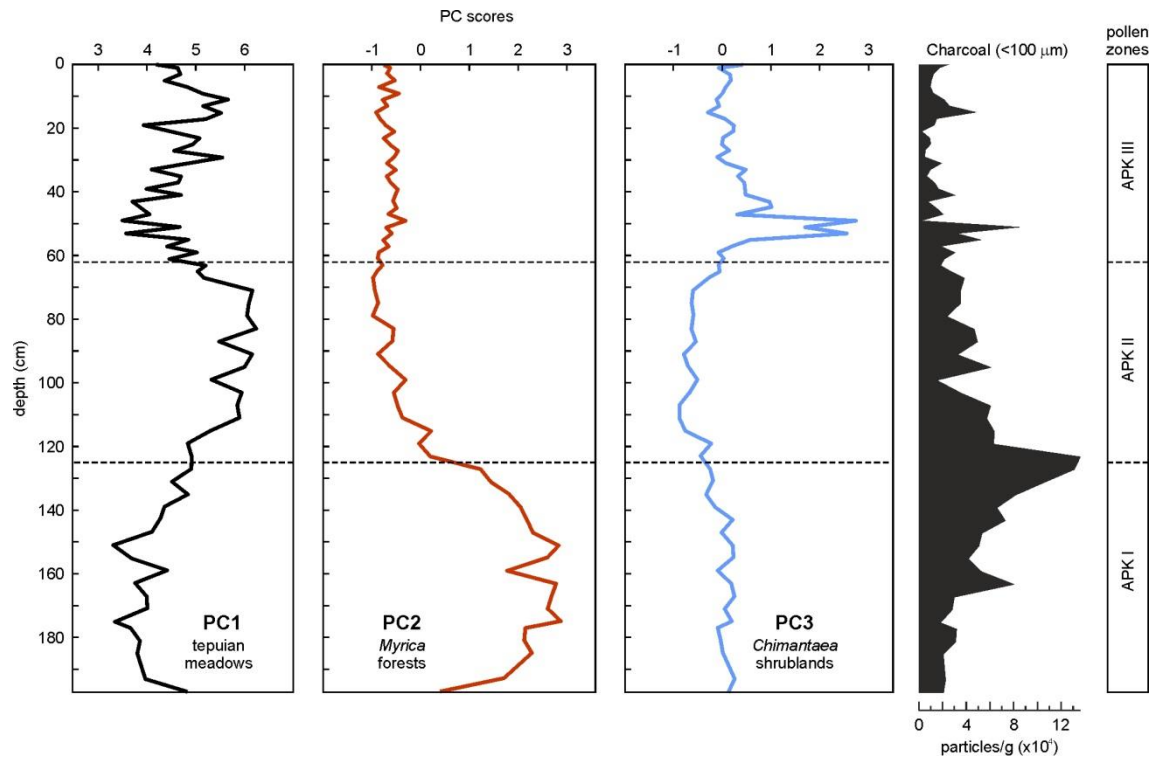 PC scores
3 4 5 6
-1 0 1 2 3
-1 0 1 2 3
Charcoal (<100 μm)
pollen
zones
depth (cm)
0
20
40
60
80
100
120
140
160
180
PC1
tepuian
meadows
PC2
Myrica
forests
PC3
Chimantaea
shrublands
APK III
APK II
APK I
0 4 8 12
particles/g (x10⁴)